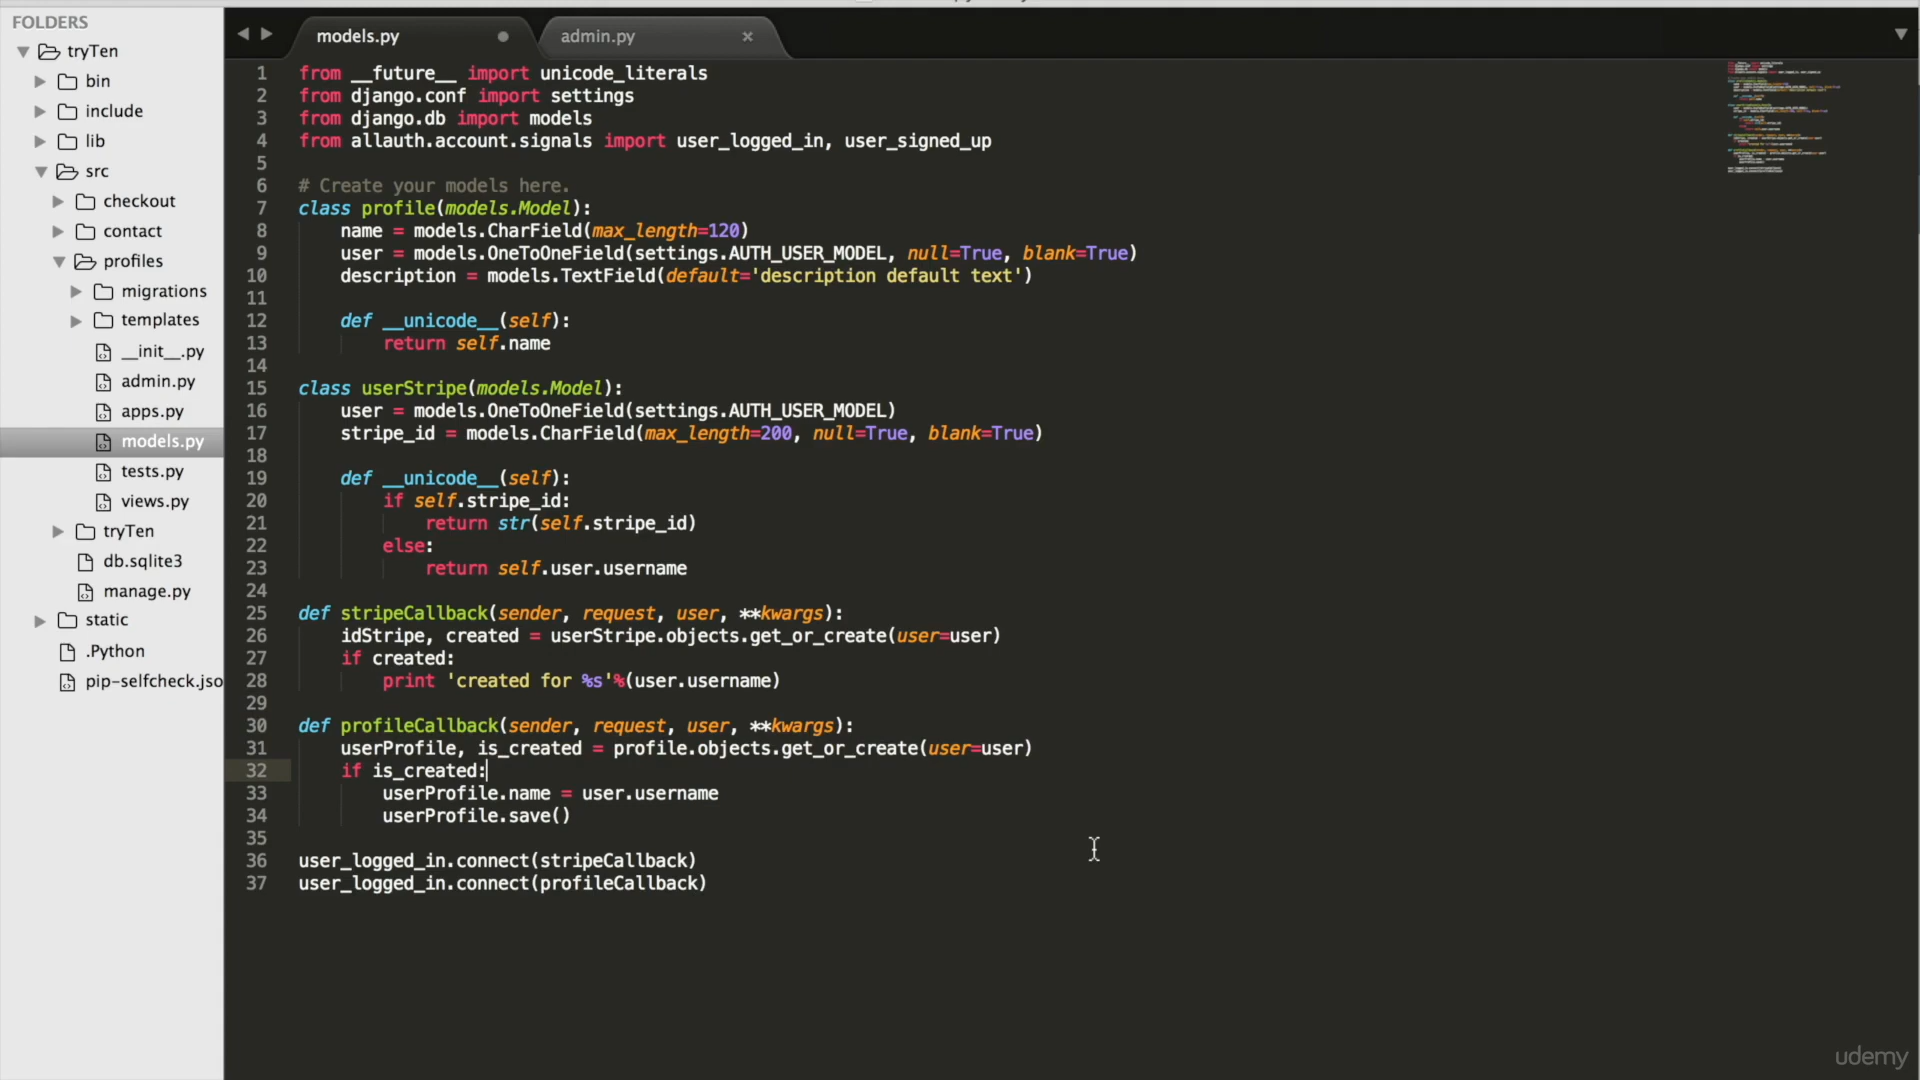 FOLDERS
tryTen
bin
include
lib
src
checkout
contact
profiles
migrations
templates
__init__.py
admin.py
apps.py
models.py
tests.py
views.py
tryTen
db.sqlite3
manage.py
static
.Python
pip-selfcheck.jso
models.py
admin.py
1 from __future__ import unicode_literals
2 from django.conf import settings
3 from django.db import models
4 from allauth.account.signals import user_logged_in, user_signed_up
5
6 # Create your models here.
7 class profile(models.Model):
8 name = models.CharField(max_length=120)
9 user = models.OneToOneField(settings.AUTH_USER_MODEL, null=True, blank=True)
10 description = models.TextField(default='description default text')
11
12 def __unicode__(self):
13 return self.name
14
15 class userStripe(models.Model):
16 user = models.OneToOneField(settings.AUTH_USER_MODEL)
17 stripe_id = models.CharField(max_length=200, null=True, blank=True)
18
19 def __unicode__(self):
20 if self.stripe_id:
21 return str(self.stripe_id)
22 else:
23 return self.user.username
24
25 def stripeCallback(sender, request, user, **kwargs):
26 idStripe, created = userStripe.objects.get_or_create(user=user)
27 if created:
28 print 'created for %s'%(user.username)
29
30 def profileCallback(sender, request, user, **kwargs):
31 userProfile, is_created = profile.objects.get_or_create(user=user)
32 if is_created:
33 userProfile.name = user.username
34 userProfile.save()
35
36 user_logged_in.connect(stripeCallback)
37 user_logged_in.connect(profileCallback)
udemy